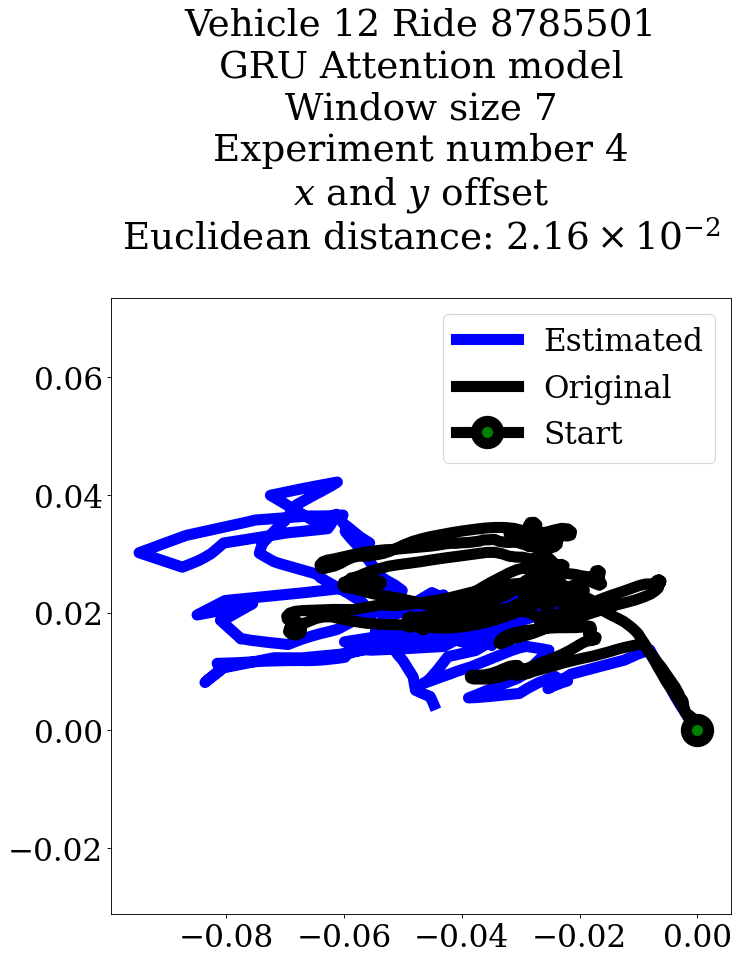 Vehicle 12 Ride 8785501
GRU Attention model
Window size 7
Experiment number 4
x and y offset
Euclidean distance: 2.16 × 10⁻²
Estimated
Original
Start
0.06
0.04
0.02
0.00
−0.02
−0.08 −0.06 −0.04 −0.02 0.00